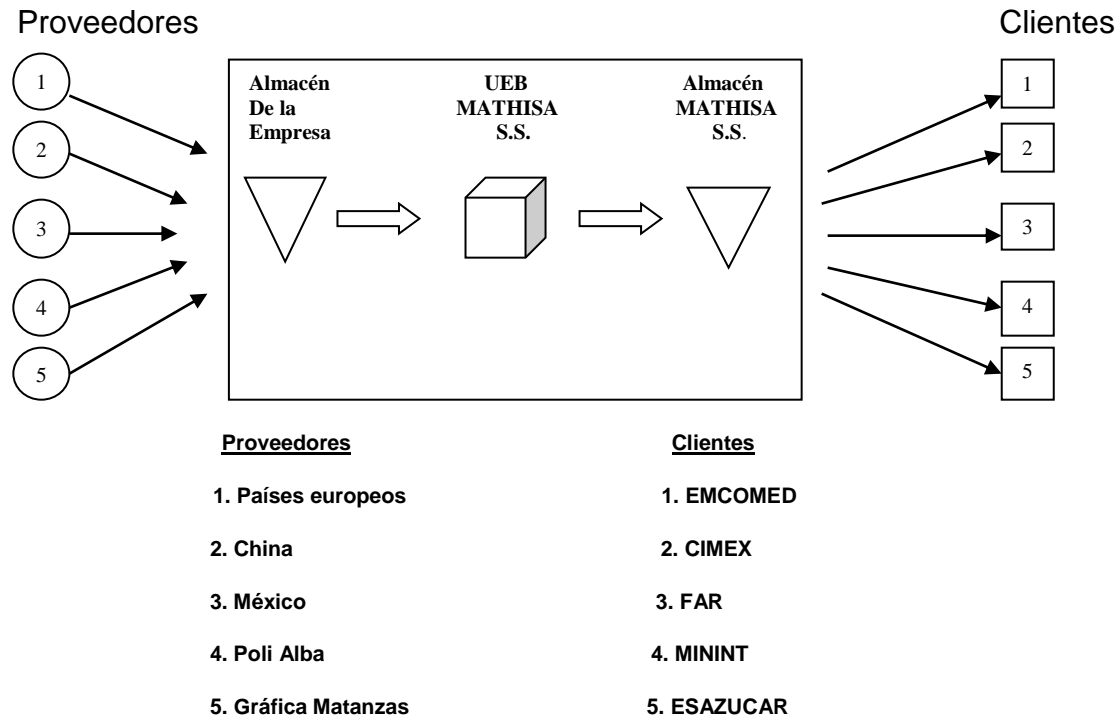 Proveedores
Clientes
1
2
3
4
5
Almacén
De la
Empresa
UEB
MATHISA
S.S.
Almacén
MATHISA
S.S.
1
2
3
4
5
Proveedores
1. Países europeos
2. China
3. México
4. Poli Alba
5. Gráfica Matanzas
Clientes
1. EMCOMED
2. CIMEX
3. FAR
4. MININT
5. ESAZUCAR